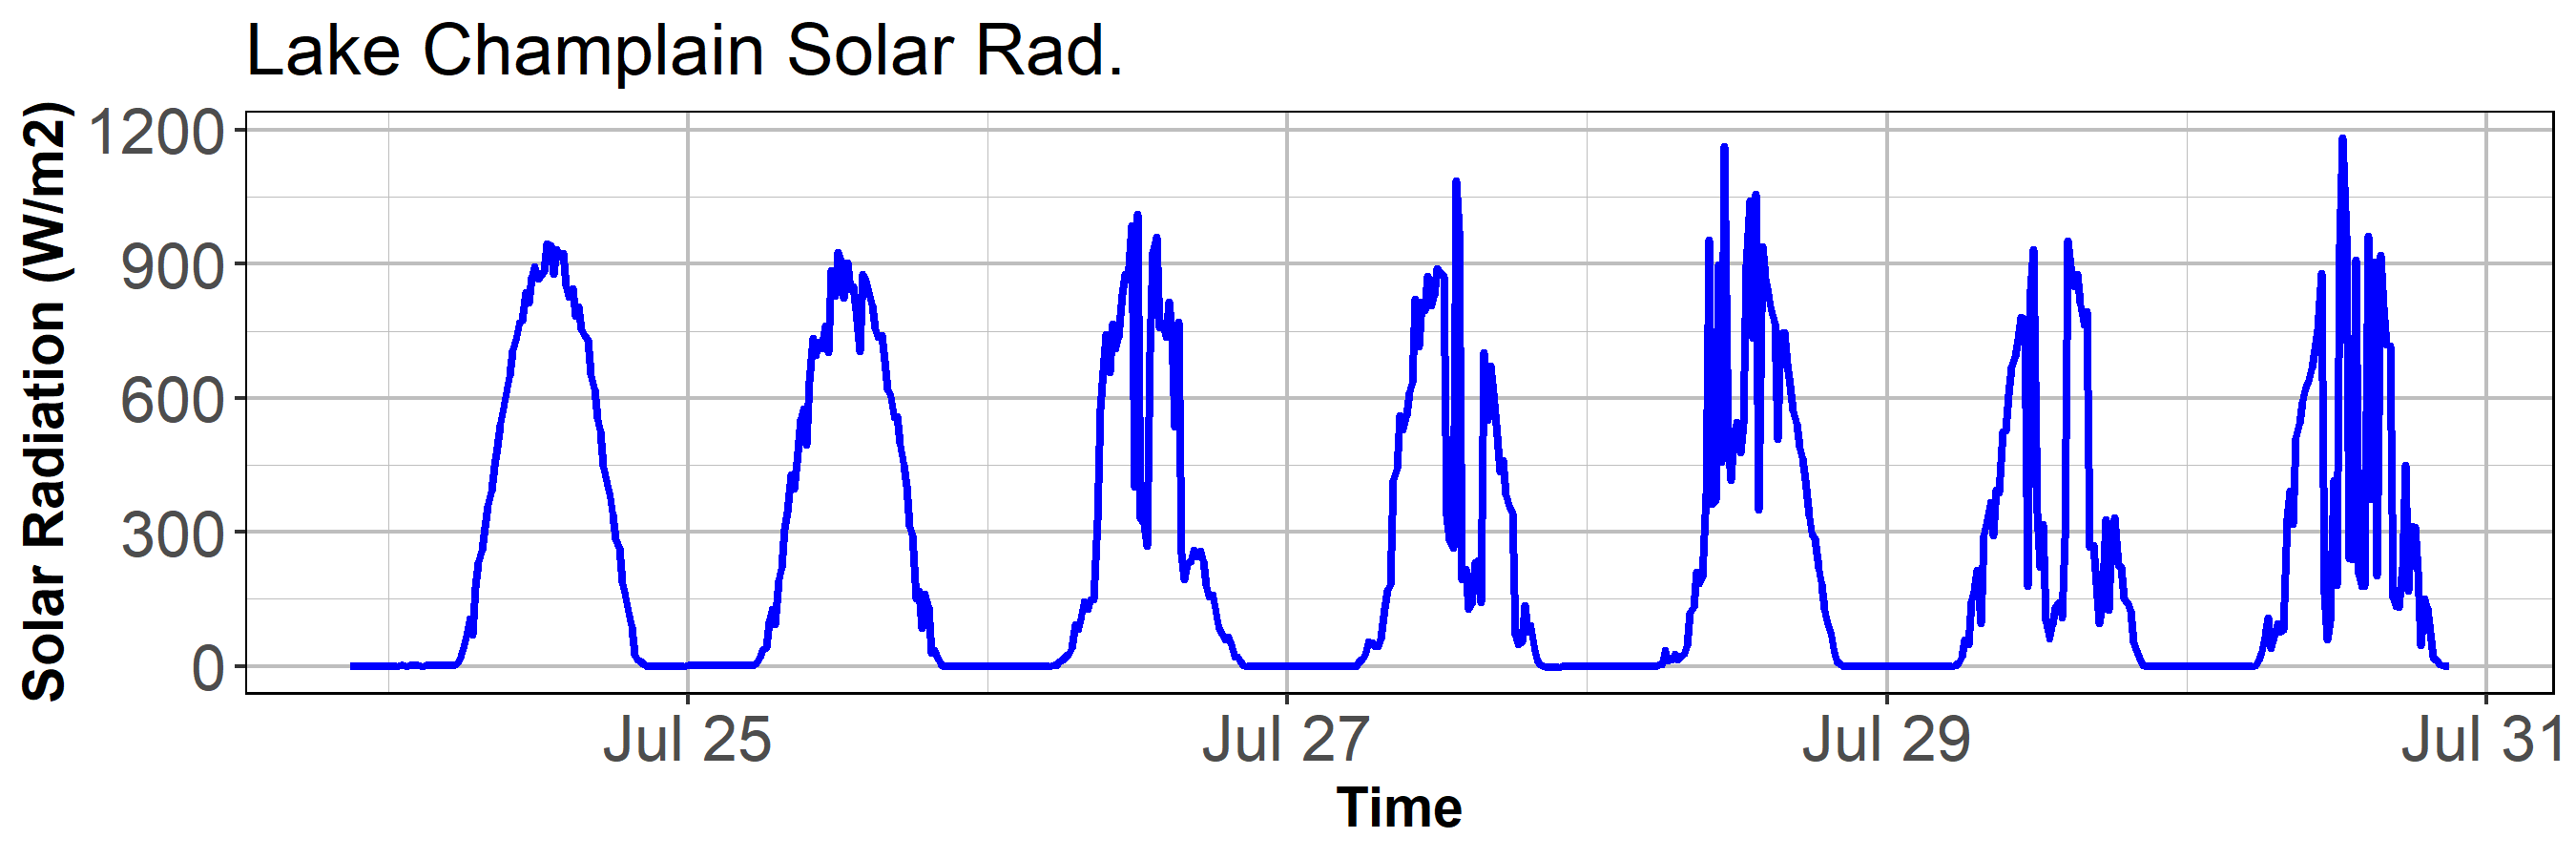 Lake Champlain Solar Rad.
Solar Radiation (W/m2)
1200
900
600
300
0
Jul 25 Jul 27 Jul 29 Jul 31
Time